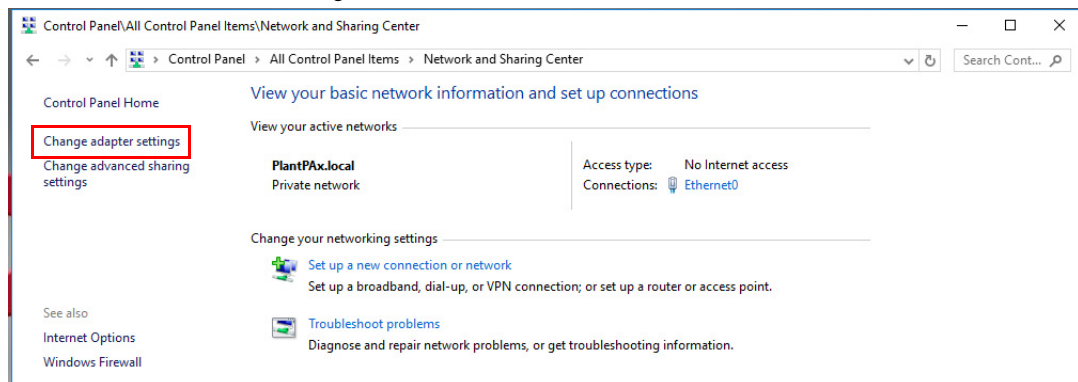 Control Panel\All Control Panel Items\Network and Sharing Center
Control Panel > All Control Panel Items > Network and Sharing Center
Search Cont...
Control Panel Home
Change adapter settings
Change advanced sharing
settings
See also
Internet Options
Windows Firewall
View your basic network information and set up connections
View your active networks
PlantPAx.local
Private network
Access type: No Internet access
Connections: Ethernet0
Change your networking settings
Set up a new connection or network
Set up a broadband, dial-up, or VPN connection; or set up a router or access point.
Troubleshoot problems
Diagnose and repair network problems, or get troubleshooting information.